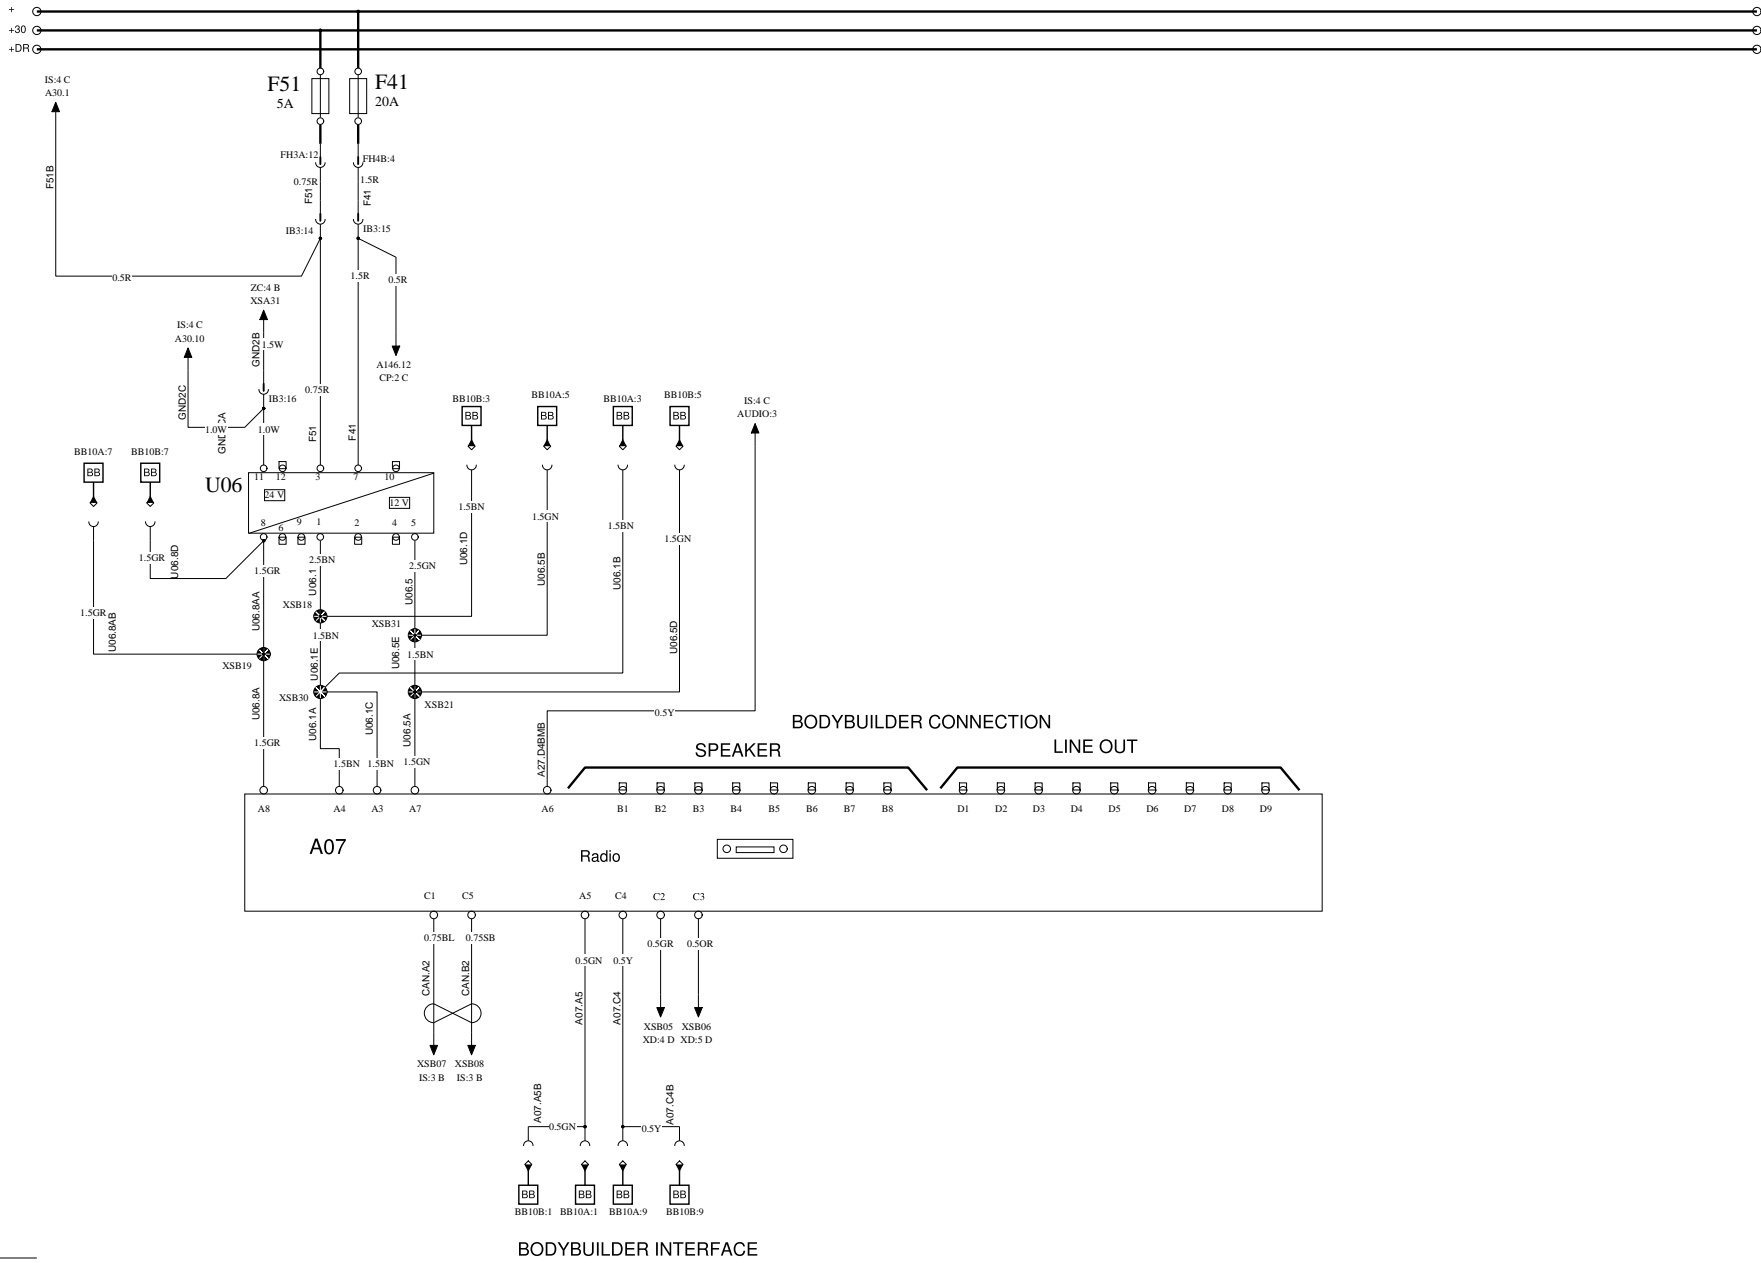 +
+30
+DR
IS:4 C
A30.1
F51
5A
F41
20A
FH3A:12
FH4B:4
F51B
0.75R
1.5R
F51
F41
IB3:14
IB3:15
0.5R
1.5R
0.5R
ZC:4 B
XSA31
IS:4 C
A30.10
GND2B
1.5W
A146.12
CP:2 C
GND2C
IB3:16
0.75R
1.0W
1.0W
F51
F41
BB10B:3
BB
BB10A:5
BB
BB10A:3
BB
BB10B:5
BB
IS:4 C
AUDIO:3
BB10A:7
BB
BB10B:7
BB
U06
11 12 3 7 10
24 V
12 V
8 6 9 1 2 4 5
1.5BN
1.5GN
1.5BN
1.5GN
U06.1D
U06.5B
U06.1B
U06.5D
1.5GR
U06.8D
1.5GR
2.5BN
2.5GN
U06.1
U06.5
1.5GR
U06.8AB
U06.8AA
XSB18
XSB31
1.5BN
U06.1E
U06.5E
1.5BN
XSB19
XSB30
XSB21
U06.8A
U06.1A
U06.1C
U06.5A
1.5GR
1.5BN
1.5BN
1.5GN
0.5Y
A27.D4BMB
BODYBUILDER CONNECTION
SPEAKER
LINE OUT
A8 A4 A3 A7 A6 B1 B2 B3 B4 B5 B6 B7 B8 D1 D2 D3 D4 D5 D6 D7 D8 D9
A07
Radio
C1 C5 A5 C4 C2 C3
0.75BL
0.75SB
0.5GN
0.5Y
0.5GR
0.5OR
CAN.A2
CAN.B2
A07.A5
A07.C4
XSB05
XD:4 D
XSB06
XD:5 D
XSB07
IS:3 B
XSB08
IS:3 B
A07.A5B
A07.C4B
0.5GN
0.5Y
BB
BB
BB
BB
BB10B:1
BB10A:1
BB10A:9
BB10B:9
BODYBUILDER INTERFACE